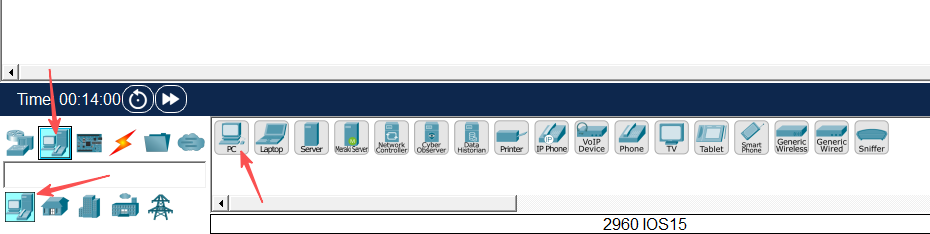 Time: 00:14:00
PC
Laptop
Server
Meraki Server
Network Controller
Cyber Observer
Data Historian
Printer
IP
IP Phone
VoIP Device
Phone
TV
Tablet
Smart Phone
Generic Wireless
Generic Wired
Sniffer
2960 IOS15